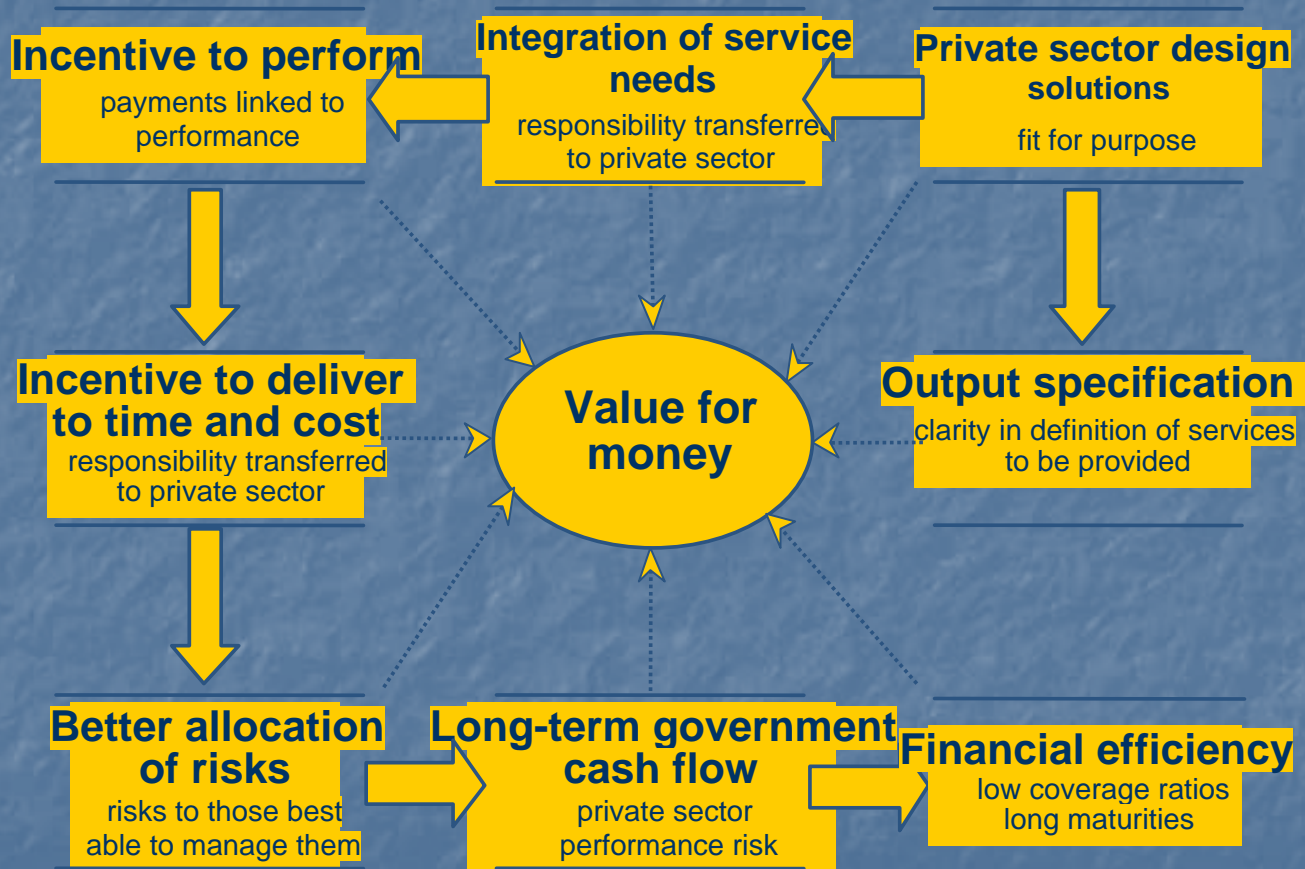 Incentive to perform
payments linked to
performance
Integration of service
needs
responsibility transferred
to private sector
Private sector design
solutions
fit for purpose
Incentive to deliver
to time and cost
responsibility transferred
to private sector
Value for
money
Output specification
clarity in definition of services
to be provided
Better allocation
of risks
risks to those best
able to manage them
Long-term government
cash flow
private sector
performance risk
Financial efficiency
low coverage ratios
long maturities